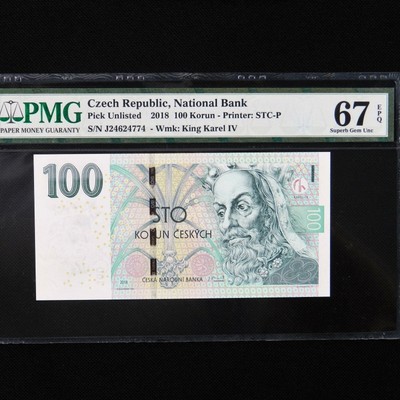 PMG
PAPER MONEY GUARANTY
Czech Republic, National Bank
Pick Unlisted 2018 100 Korun - Printer: STC-P
S/N J24624774 - Wmk: King Karel IV
67 EPQ
Superb Gem Unc
100
STO
KORUN ČESKÝCH
ČESKÁ NÁRODNÍ BANKA
2018
100